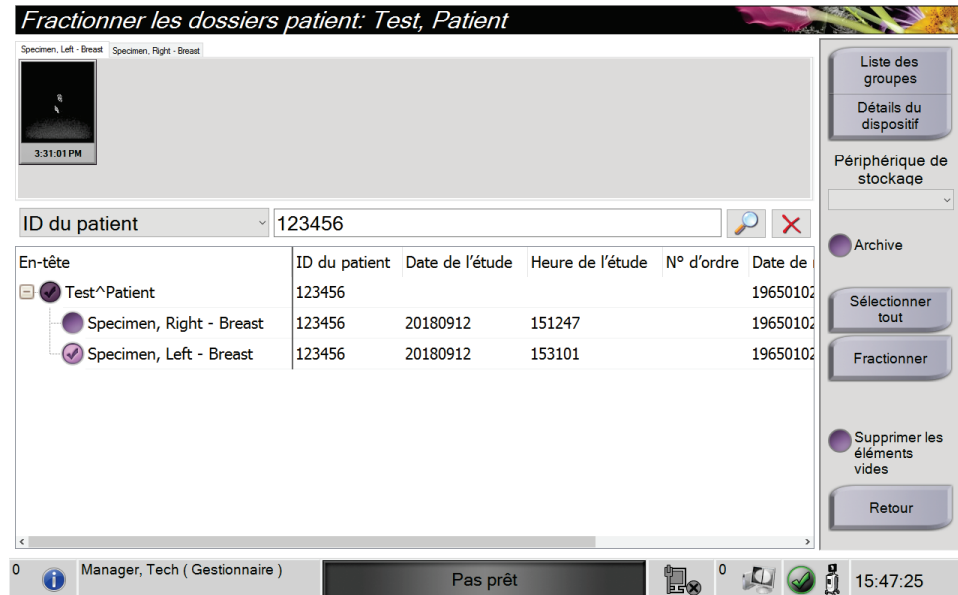 Fractionner les dossiers patient: Test, Patient
Specimen, Left - Breast Specimen, Right - Breast
3:31:01 PM
ID du patient 123456
En-tête ID du patient Date de l'étude Heure de l'étude N° d'ordre Date de
Test^Patient 123456 19650102
Specimen, Right - Breast 123456 20180912 151247 19650102
Specimen, Left - Breast 123456 20180912 153101 19650102
Liste des
groupes
Détails du
dispositif
Périphérique de
stockage
Archive
Sélectionner
tout
Fractionner
Supprimer les
éléments
vides
Retour
0 Manager, Tech ( Gestionnaire ) Pas prêt 0 15:47:25